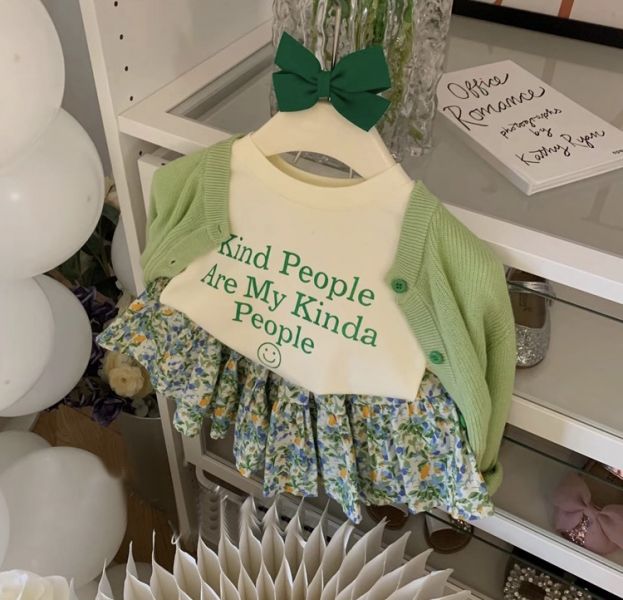 Office
Romance
photographs
by
Kathy Ryan
Kind People
Are My Kinda
People